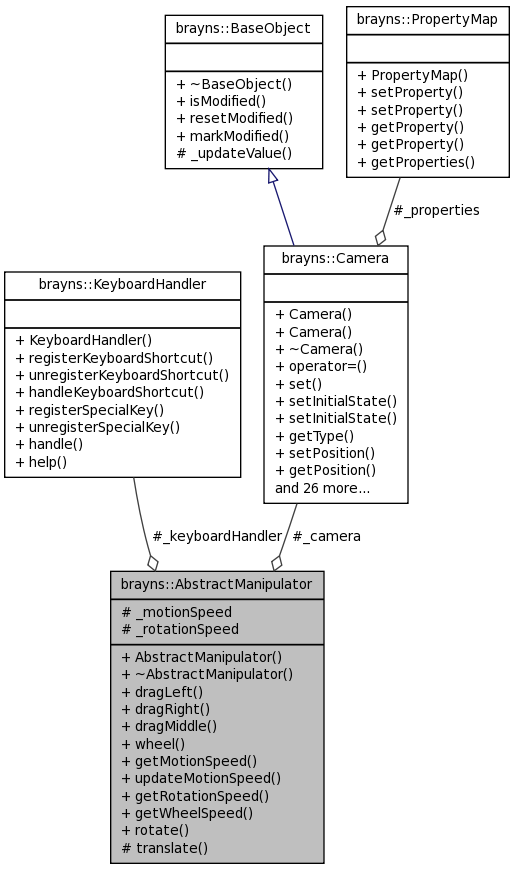 brayns::BaseObject
+ ~BaseObject()
+ isModified()
+ resetModified()
+ markModified()
# _updateValue()
brayns::PropertyMap
+ PropertyMap()
+ setProperty()
+ setProperty()
+ getProperty()
+ getProperty()
+ getProperties()
#_properties
brayns::KeyboardHandler
+ KeyboardHandler()
+ registerKeyboardShortcut()
+ unregisterKeyboardShortcut()
+ handleKeyboardShortcut()
+ registerSpecialKey()
+ unregisterSpecialKey()
+ handle()
+ help()
brayns::Camera
+ Camera()
+ Camera()
+ ~Camera()
+ operator=()
+ set()
+ setInitialState()
+ setInitialState()
+ getType()
+ setPosition()
+ getPosition()
and 26 more...
#_keyboardHandler
#_camera
brayns::AbstractManipulator
# _motionSpeed
# _rotationSpeed
+ AbstractManipulator()
+ ~AbstractManipulator()
+ dragLeft()
+ dragRight()
+ dragMiddle()
+ wheel()
+ getMotionSpeed()
+ updateMotionSpeed()
+ getRotationSpeed()
+ getWheelSpeed()
+ rotate()
# translate()